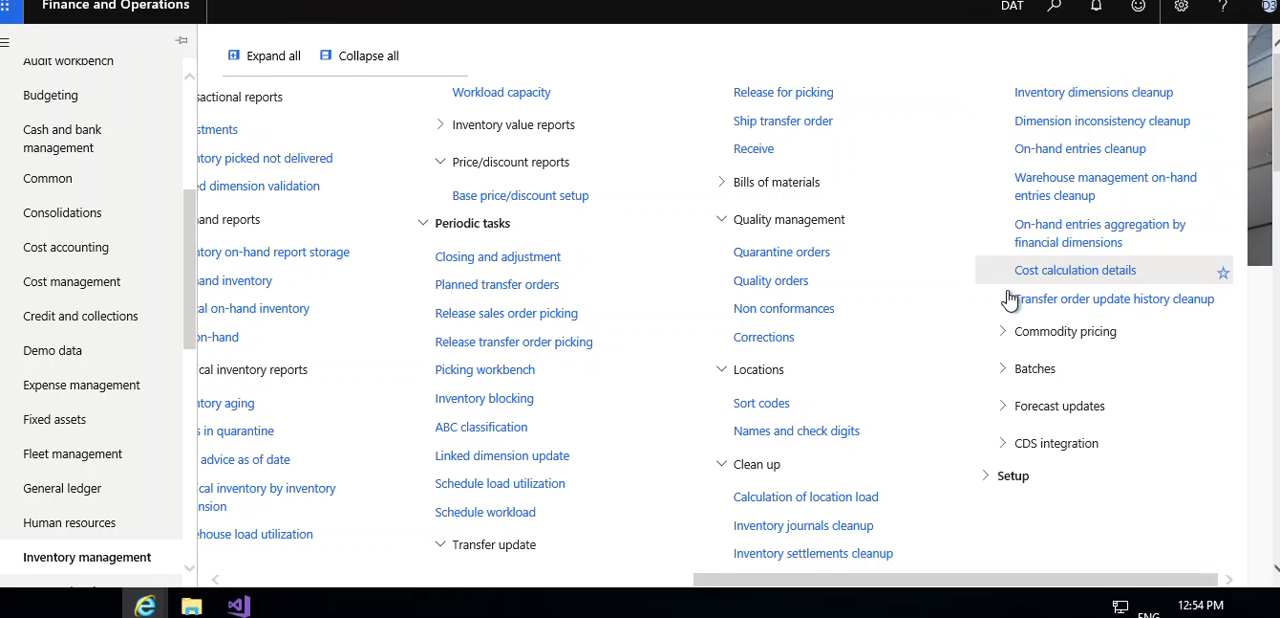 Finance and Operations
DAT
?
D3
Audit workbench
Budgeting
Cash and bank
management
Common
Consolidations
Cost accounting
Cost management
Credit and collections
Demo data
Expense management
Fixed assets
Fleet management
General ledger
Human resources
Inventory management
Expand all
Collapse all
sactional reports
stments
tory picked not delivered
d dimension validation
and reports
tory on-hand report storage
and inventory
al on-hand inventory
on-hand
ical inventory reports
tory aging
s in quarantine
advice as of date
ical inventory by inventory
nsion
house load utilization
Workload capacity
Inventory value reports
Price/discount reports
Base price/discount setup
Periodic tasks
Closing and adjustment
Planned transfer orders
Release sales order picking
Release transfer order picking
Picking workbench
Inventory blocking
ABC classification
Linked dimension update
Schedule load utilization
Schedule workload
Transfer update
Release for picking
Ship transfer order
Receive
Bills of materials
Quality management
Quarantine orders
Quality orders
Non conformances
Corrections
Locations
Sort codes
Names and check digits
Clean up
Calculation of location load
Inventory journals cleanup
Inventory settlements cleanup
Inventory dimensions cleanup
Dimension inconsistency cleanup
On-hand entries cleanup
Warehouse management on-hand
entries cleanup
On-hand entries aggregation by
financial dimensions
Cost calculation details
Transfer order update history cleanup
Commodity pricing
Batches
Forecast updates
CDS integration
Setup
ENG
12:54 PM